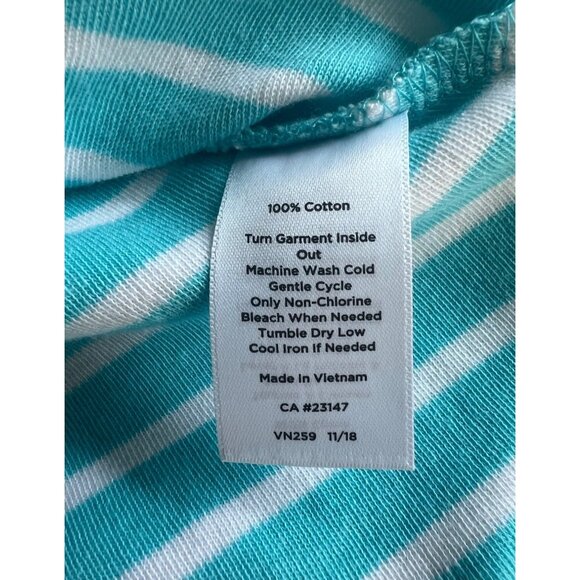 100% Cotton
Turn Garment Inside
Out
Machine Wash Cold
Gentle Cycle
Only Non-Chlorine
Bleach When Needed
Tumble Dry Low
Cool Iron If Needed
Made In Vietnam
CA #23147
VN259 11/18